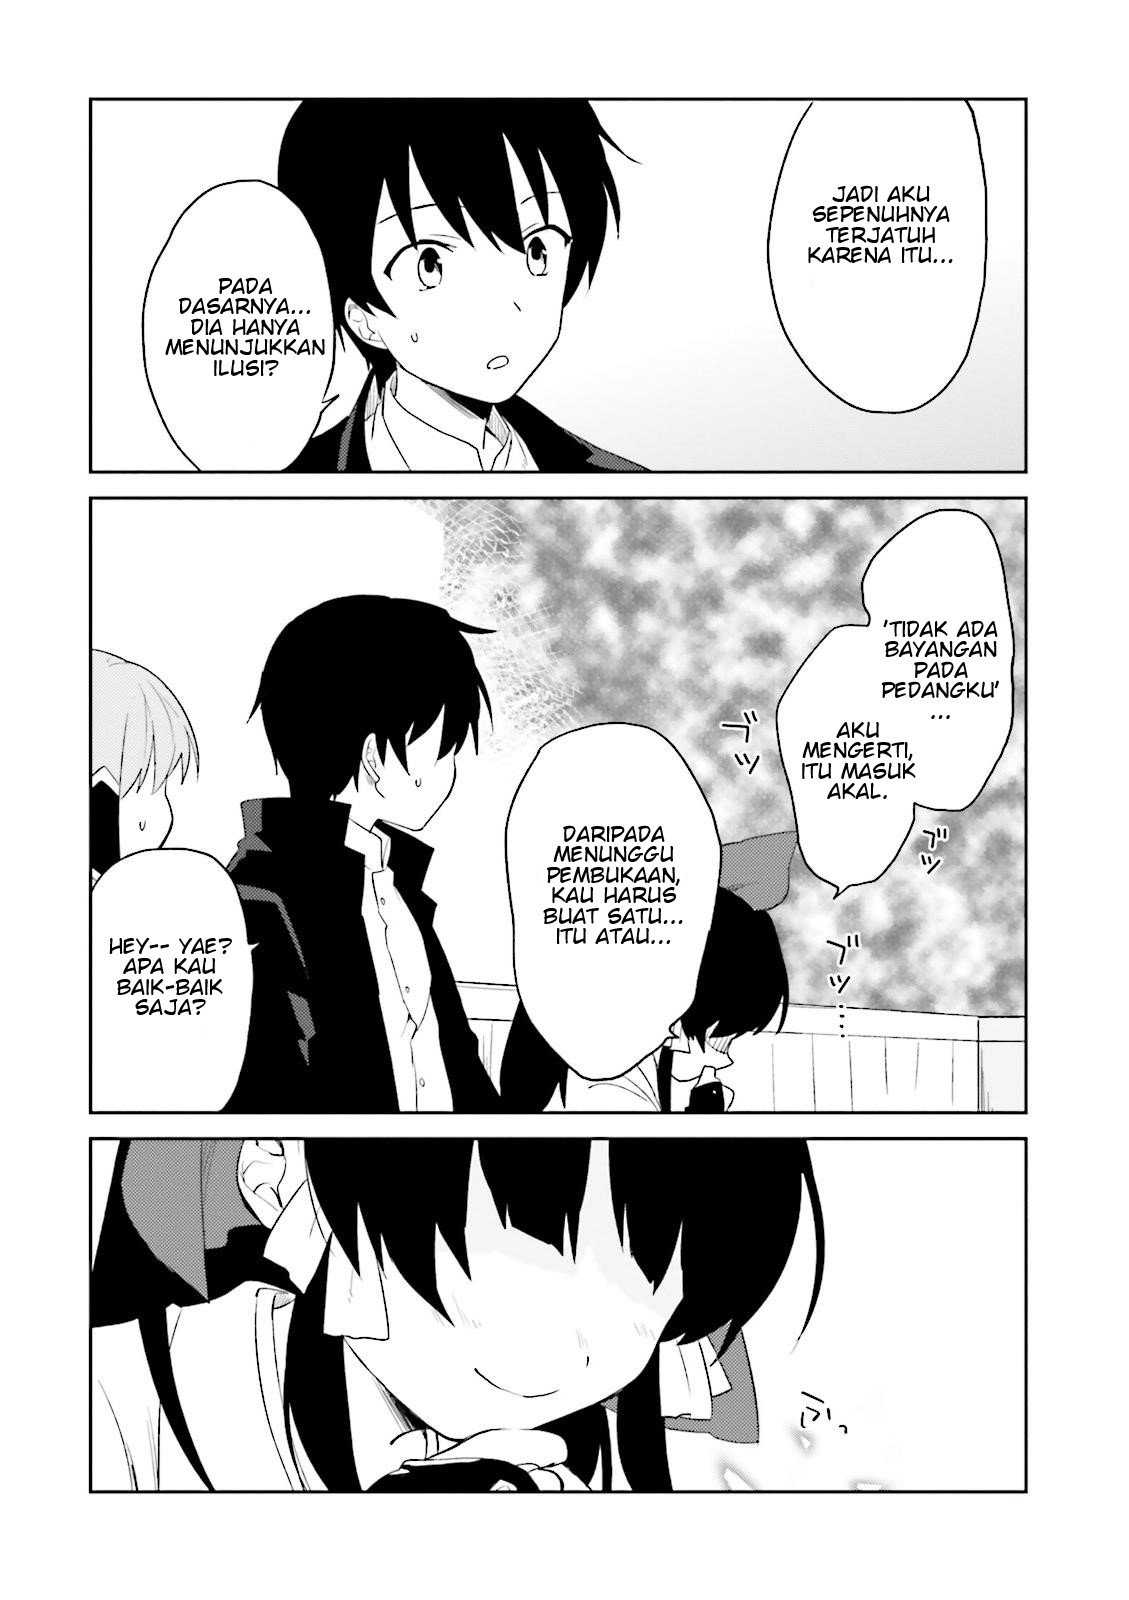 JADI AKU
SEPENUHNYA
TERJATUH
KARENA ITU...
PADA
DASARNYA...
DIA HANYA
MENUNJUKKAN
ILUSI?
'TIDAK ADA
BAYANGAN
PADA
PEDANGKU'
...
AKU
MENGERTI,
ITU MASUK
AKAL.
ブツ
ブツ
ブツ......
DARIPADA
MENUNGGU
PEMBUKAAN,
KAU HARUS
BUAT SATU...
ITU ATAU...
HEY-- YAE?
APA KAU
BAIK-BAIK
SAJA?
ふっ